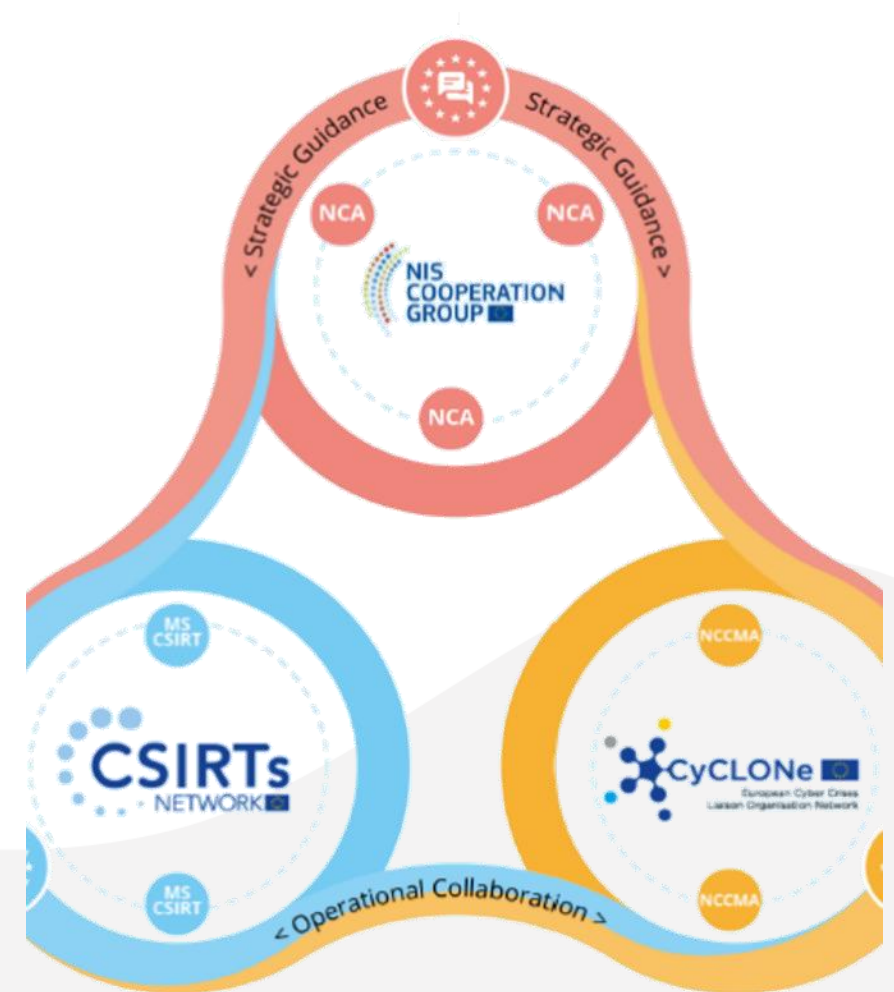 < Strategic Guidance
Strategic Guidance >
NCA
NCA
NIS
COOPERATION
GROUP
NCA
MS
CSIRT
NCCMA
CSIRTs
NETWORK
CyCLONe
European Cyber Crises
Liaison Organisation Network
MS
CSIRT
NCCMA
< Operational Collaboration >